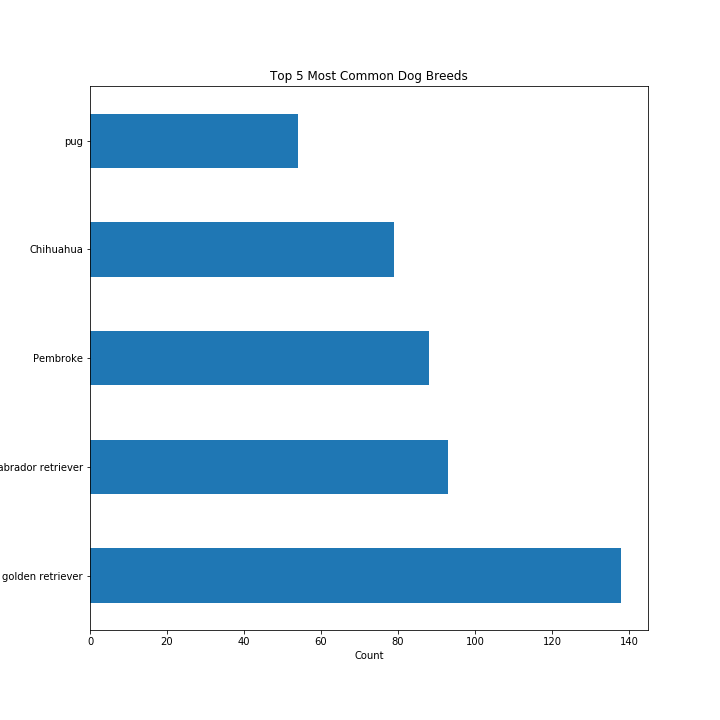 Top 5 Most Common Dog Breeds
pug
Chihuahua
Pembroke
abrador retriever
golden retriever
0 20 40 60 80 100 120 140
Count